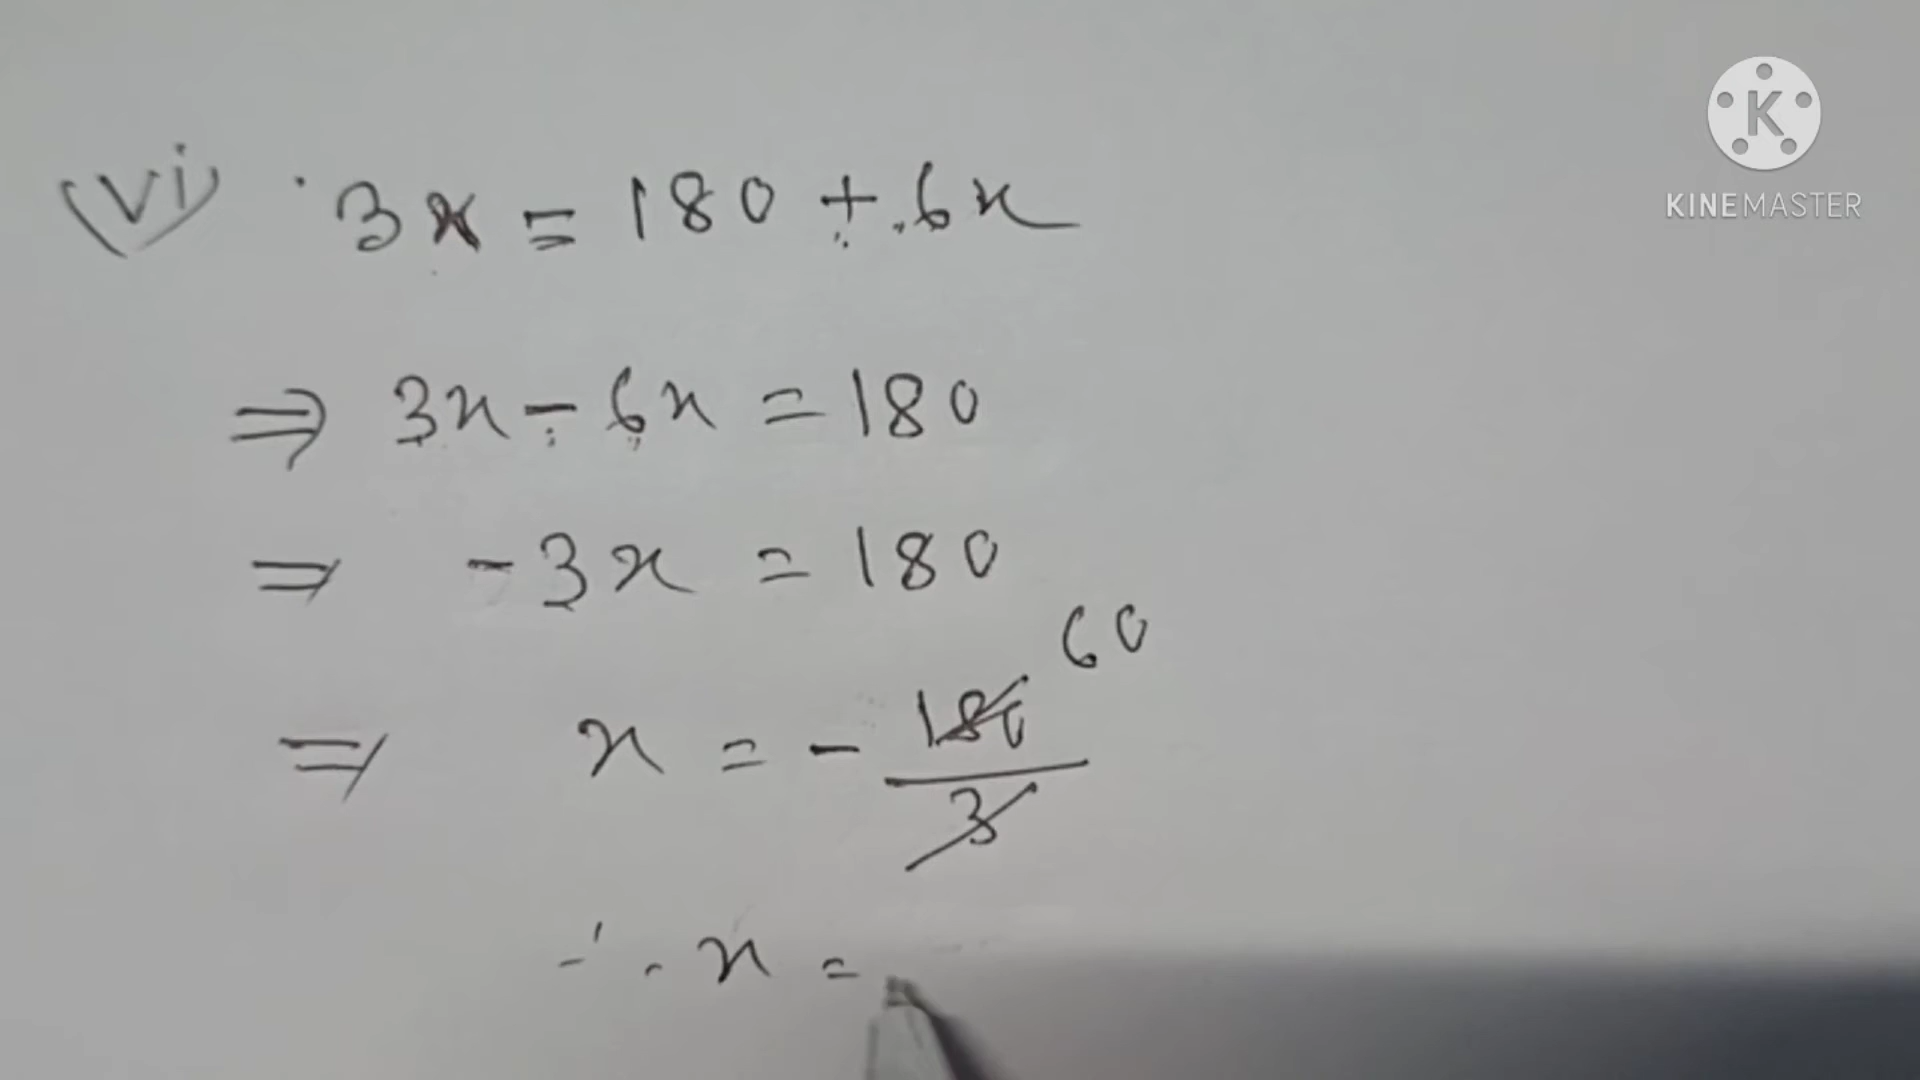 (vi) 3x = 180 + 6x
K
KINEMASTER
⇒ 3x - 6x = 180
⇒ -3x = 180
60
⇒ x = - 180/3
∴ x =